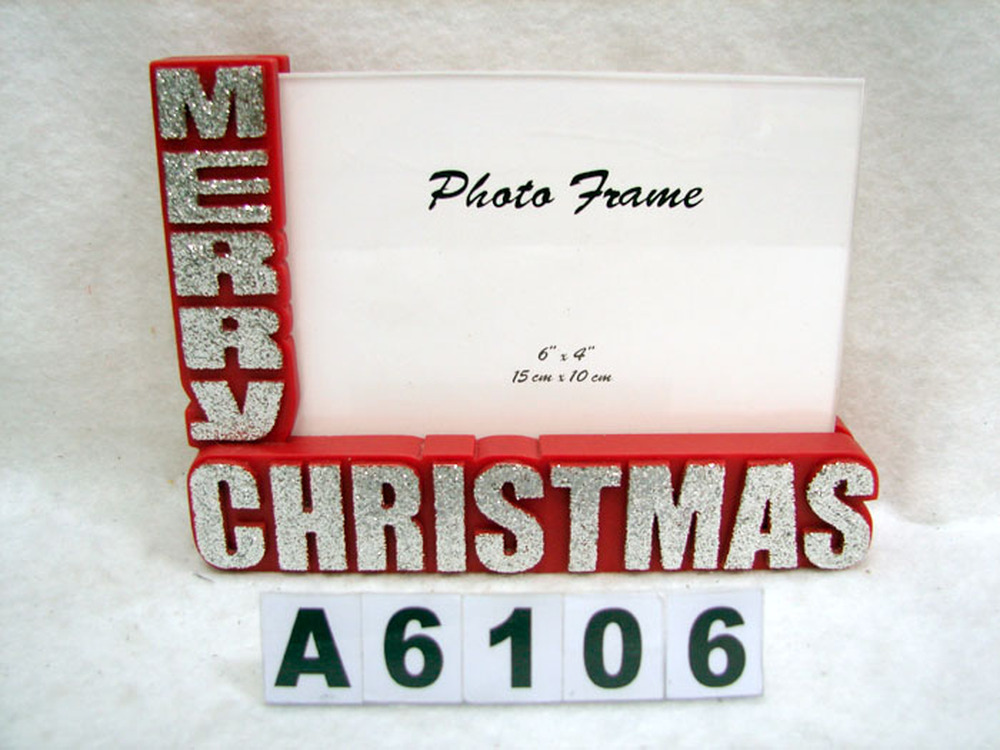 MERRy
Photo Frame
6" x 4"
15 cm x 10 cm
CHRISTMAS
A6106